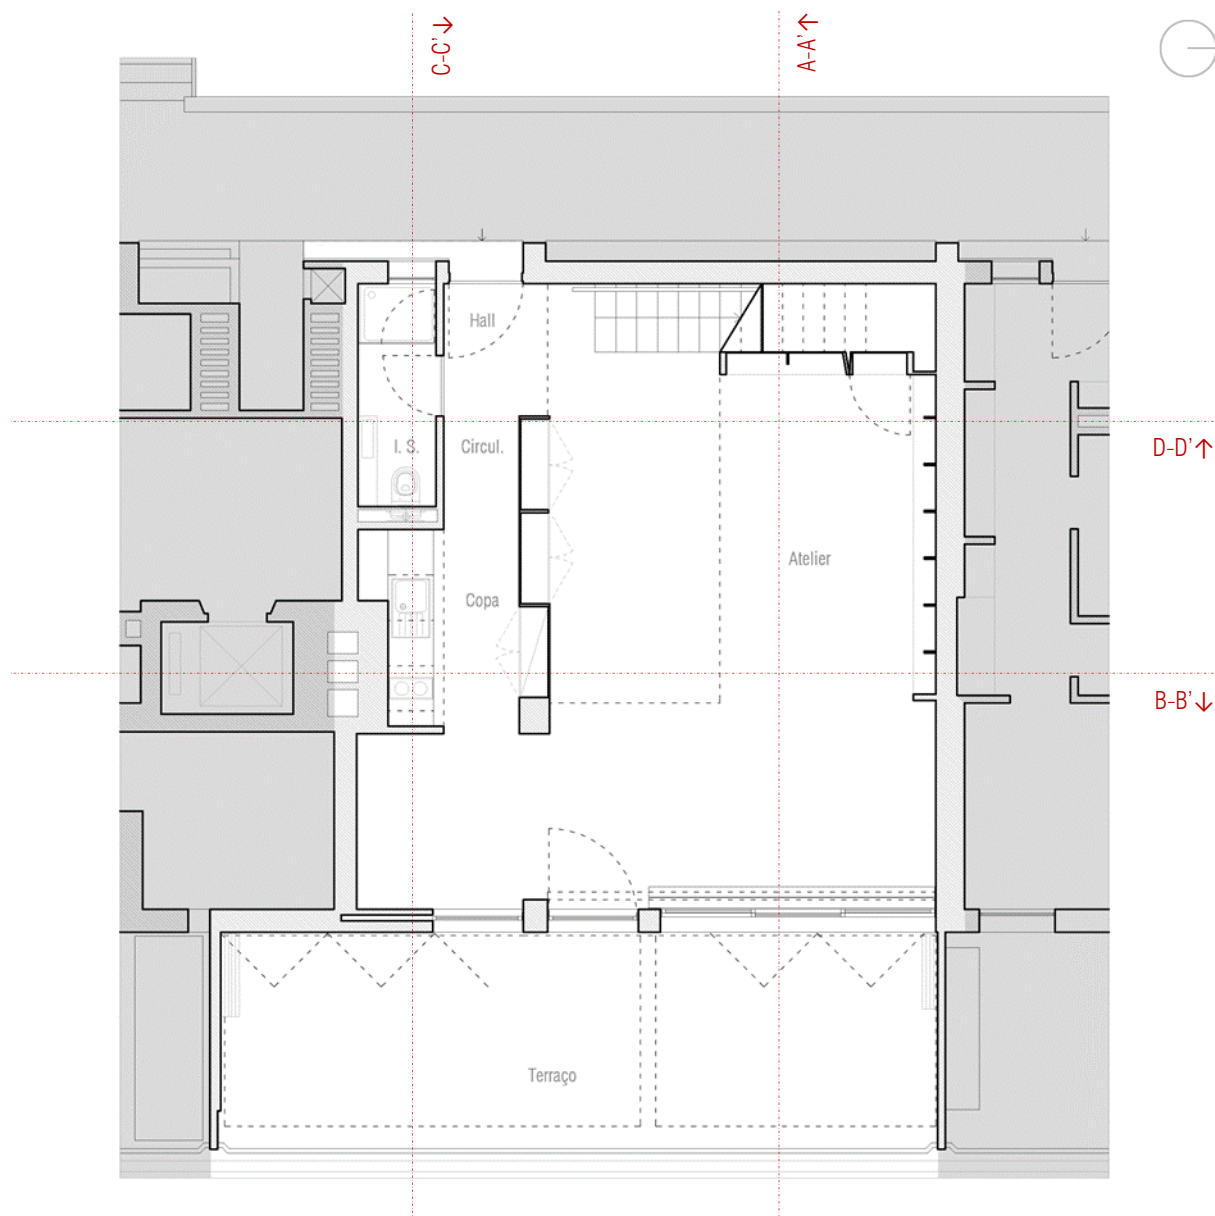 C-C'↓
A-A'↑
Hall
I. S.
Circul.
D-D'↑
Atelier
Copa
B-B'↓
Terraço